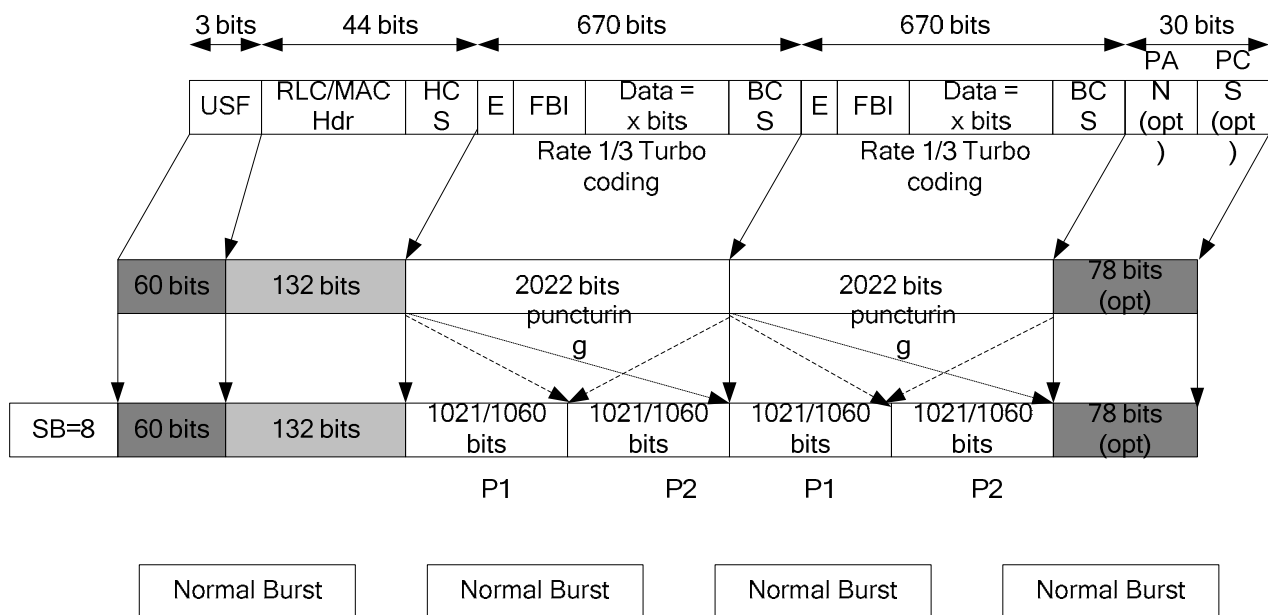 3 bits 44 bits 670 bits 670 bits 30 bits
USF
RLC/MAC
Hdr
HC
S
E
FBI
Data =
x bits
BC
S
E
FBI
Data =
x bits
BC
S
PA
N
(opt
)
PC
S
(opt
)
Rate 1/3 Turbo
coding
Rate 1/3 Turbo
coding
60 bits
132 bits
2022 bits
puncturin
g
2022 bits
puncturin
g
78 bits
(opt)
SB=8
60 bits
132 bits
1021/1060
bits
1021/1060
bits
1021/1060
bits
1021/1060
bits
78 bits
(opt)
P1 P2 P1 P2
Normal Burst Normal Burst Normal Burst Normal Burst